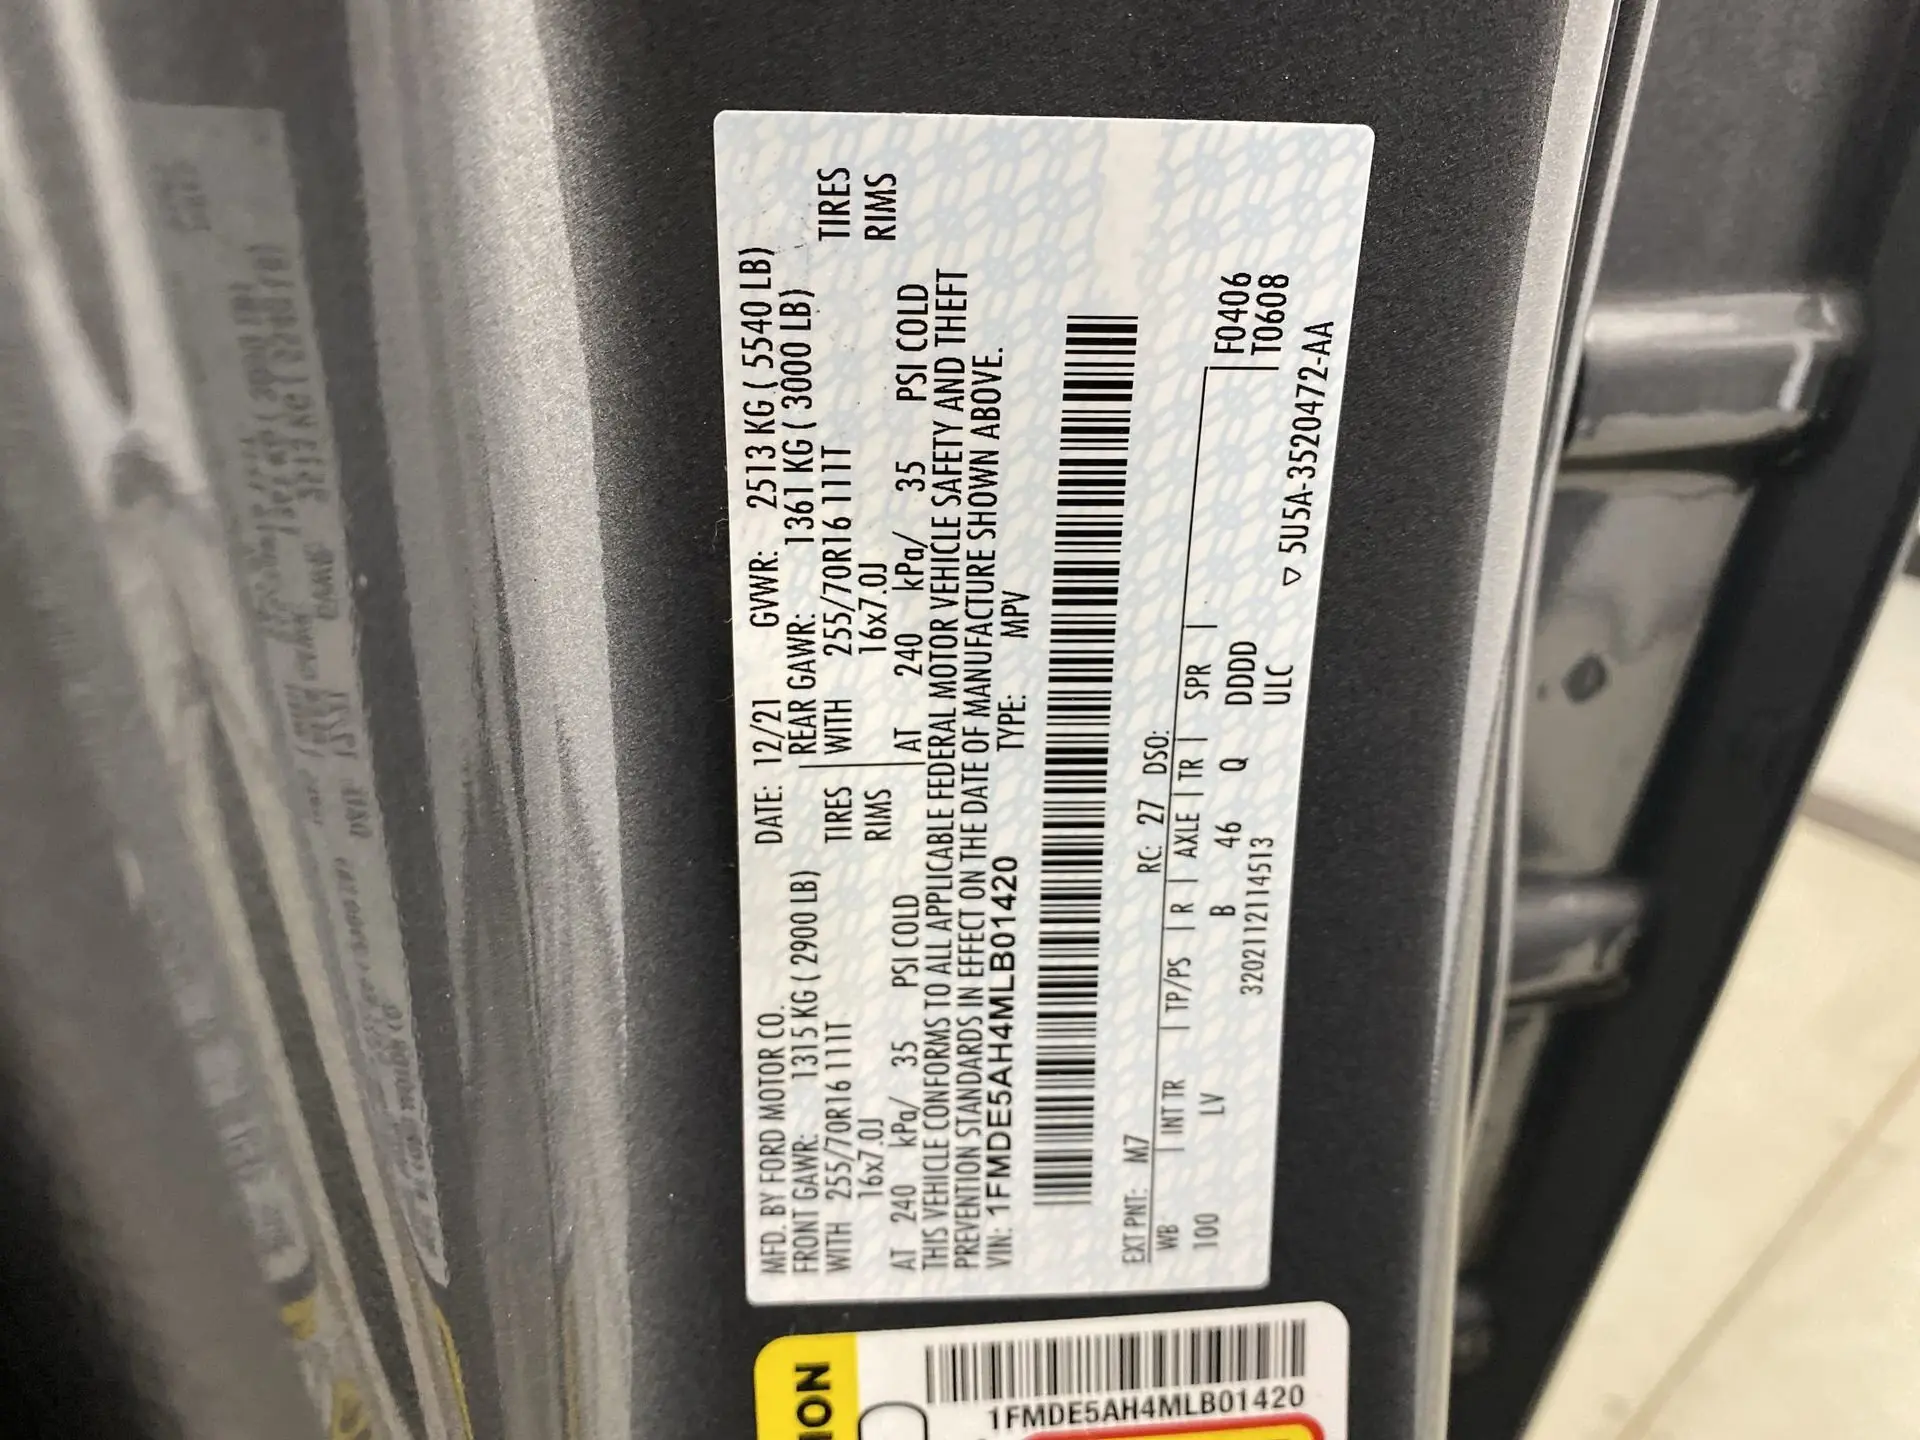 MFD. BY FORD MOTOR CO.
DATE: 12/21 GVWR: 2513 KG ( 5540 LB)
FRONT GAWR: 1315 KG ( 2900 LB)
REAR GAWR: 1361 KG ( 3000 LB)
WITH 255/70R16 111T TIRES
WITH 255/70R16 111T TIRES
16x7.0J RIMS
16x7.0J RIMS
AT 240 kPa/ 35 PSI COLD
AT 240 kPa/ 35 PSI COLD
THIS VEHICLE CONFORMS TO ALL APPLICABLE FEDERAL MOTOR VEHICLE SAFETY AND THEFT
PREVENTION STANDARDS IN EFFECT ON THE DATE OF MANUFACTURE SHOWN ABOVE.
VIN: 1FMDE5AH4MLB01420 TYPE: MPV
EXT PNT: M7 RC: 27 DSO:
WB | INT TR | TP/PS | R | AXLE | TR | SPR |
100 LV B 46 Q DDDD
F0406
T0608
32021121114513 ULC
▽ 5U5A-3520472-AA
1FMDE5AH4MLB01420